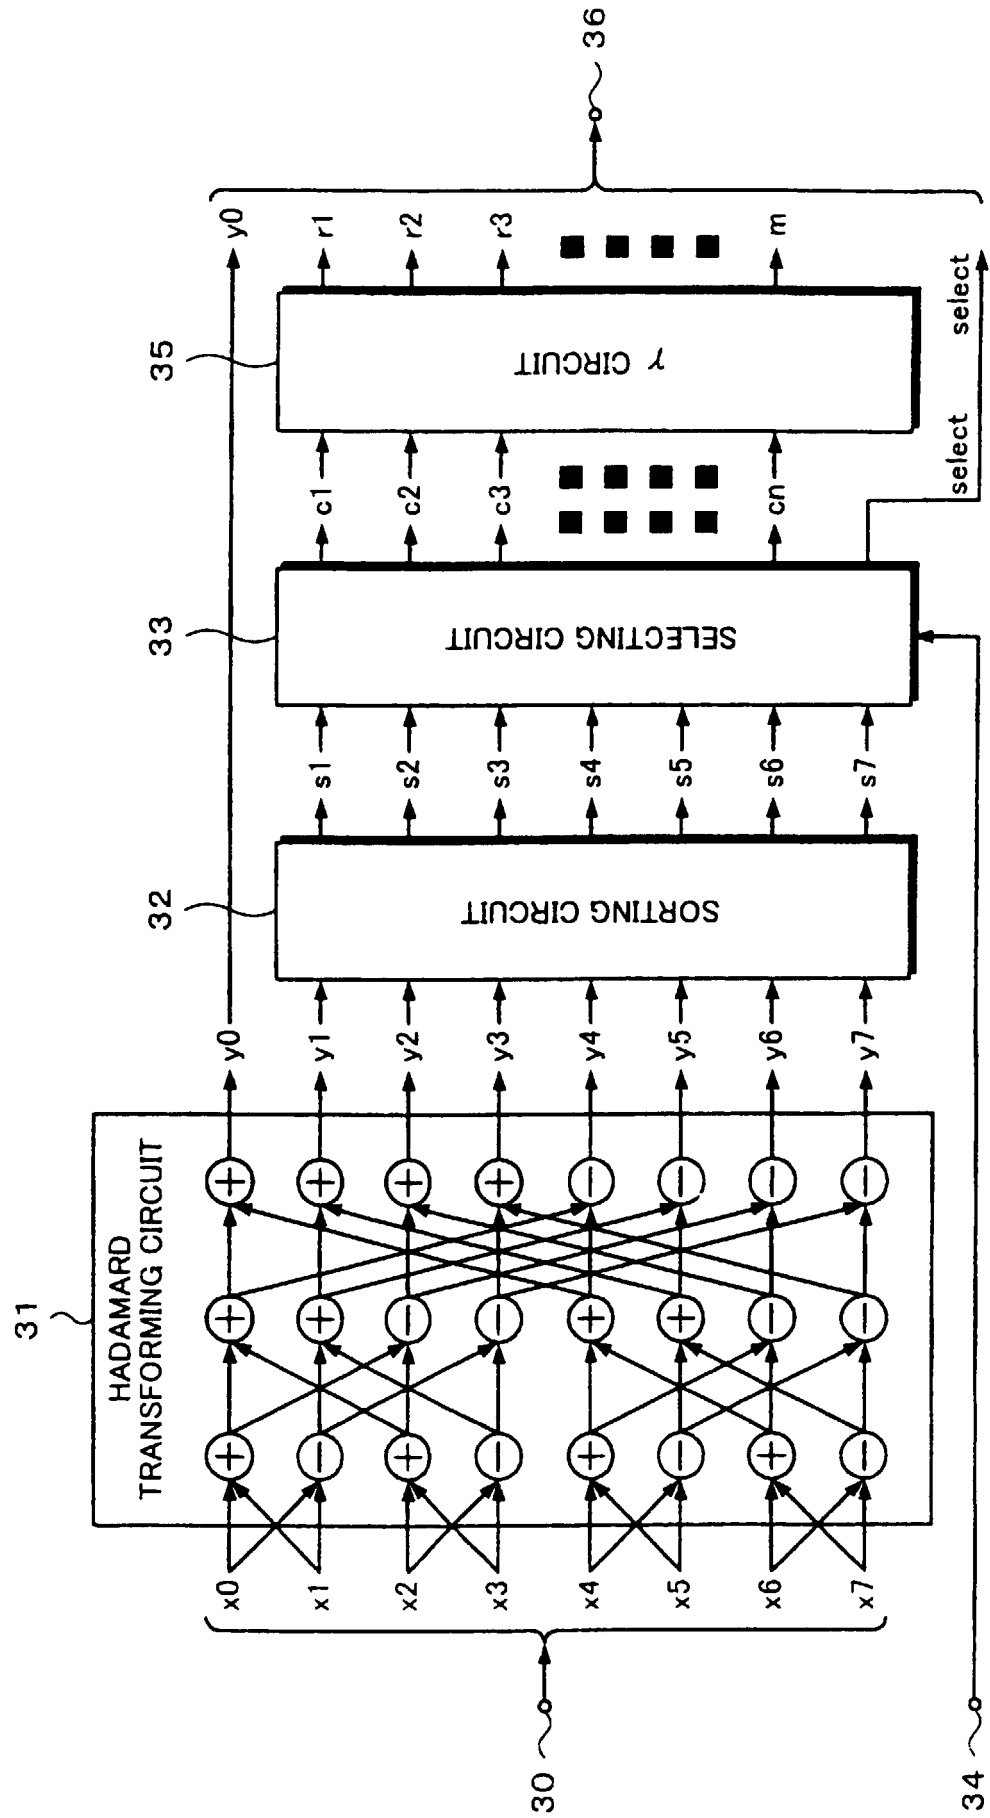 31
HADAMARD
TRANSFORMING CIRCUIT
30
x0
x1
x2
x3
x4
x5
x6
x7
+ + +
− + +
+ − +
− − +
+ + −
− + −
+ − −
− − −
y0
y1
y2
y3
y4
y5
y6
y7
32
SORTING CIRCUIT
s1
s2
s3
s4
s5
s6
s7
33
SELECTING CIRCUIT
34
c1
c2
c3
cn
select
35
γ CIRCUIT
y0
r1
r2
r3
rn
select
36